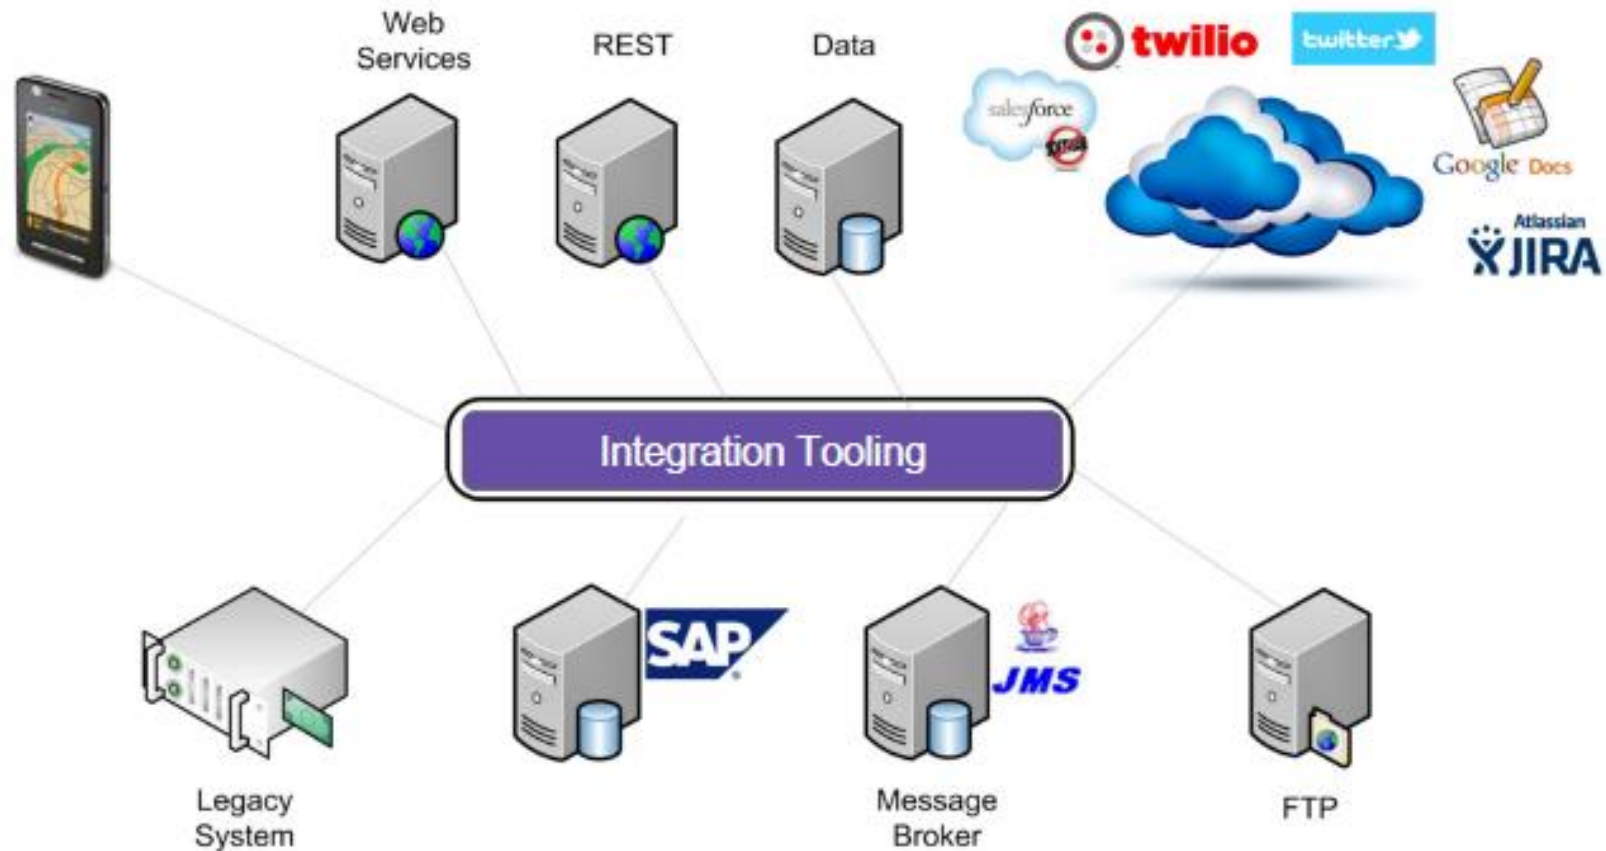 Web
Services
REST
Data
twilio
twitter
salesforce
Google Docs
Atlassian
JIRA
Integration Tooling
SAP
JMS
Legacy
System
Message
Broker
FTP